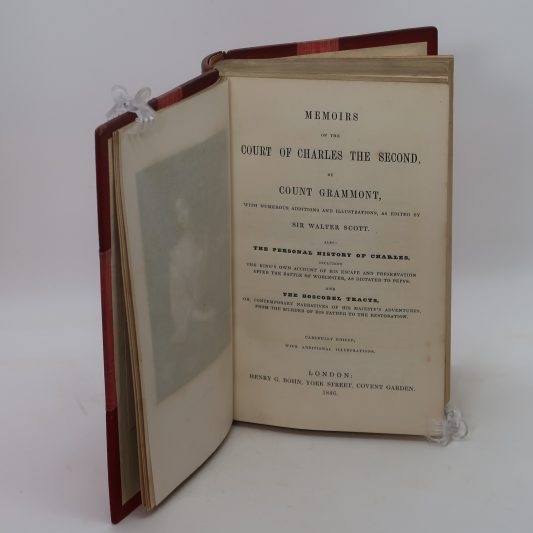 MEMOIRS
OF THE
COURT OF CHARLES THE SECOND,
BY
COUNT GRAMMONT,
WITH NUMEROUS ADDITIONS AND ILLUSTRATIONS, AS EDITED BY
SIR WALTER SCOTT.
ALSO:
THE PERSONAL HISTORY OF CHARLES,
INCLUDING
THE KING'S OWN ACCOUNT OF HIS ESCAPE AND PRESERVATION
AFTER THE BATTLE OF WORCESTER, AS DICTATED TO PEPYS.
AND
THE BOSCOBEL TRACTS,
OR, CONTEMPORARY NARRATIVES OF HIS MAJESTY'S ADVENTURES,
FROM THE MURDER OF HIS FATHER TO THE RESTORATION.
CAREFULLY EDITED,
WITH ADDITIONAL ILLUSTRATIONS.
LONDON:
HENRY G. BOHN, YORK STREET, COVENT GARDEN.
1846.